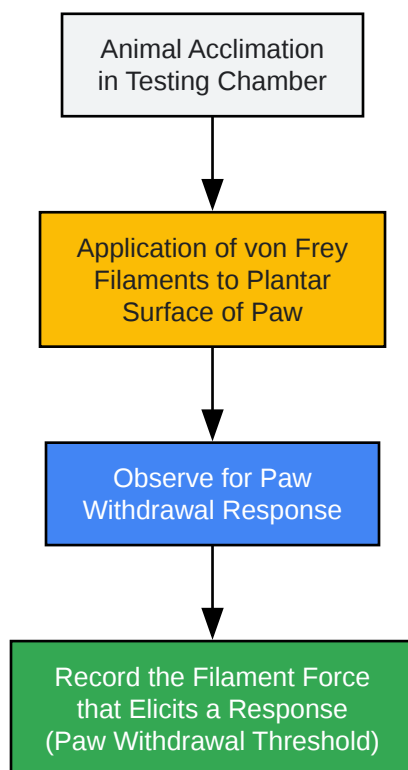 Animal Acclimation
in Testing Chamber
Application of von Frey
Filaments to Plantar
Surface of Paw
Observe for Paw
Withdrawal Response
Record the Filament Force
that Elicits a Response
(Paw Withdrawal Threshold)